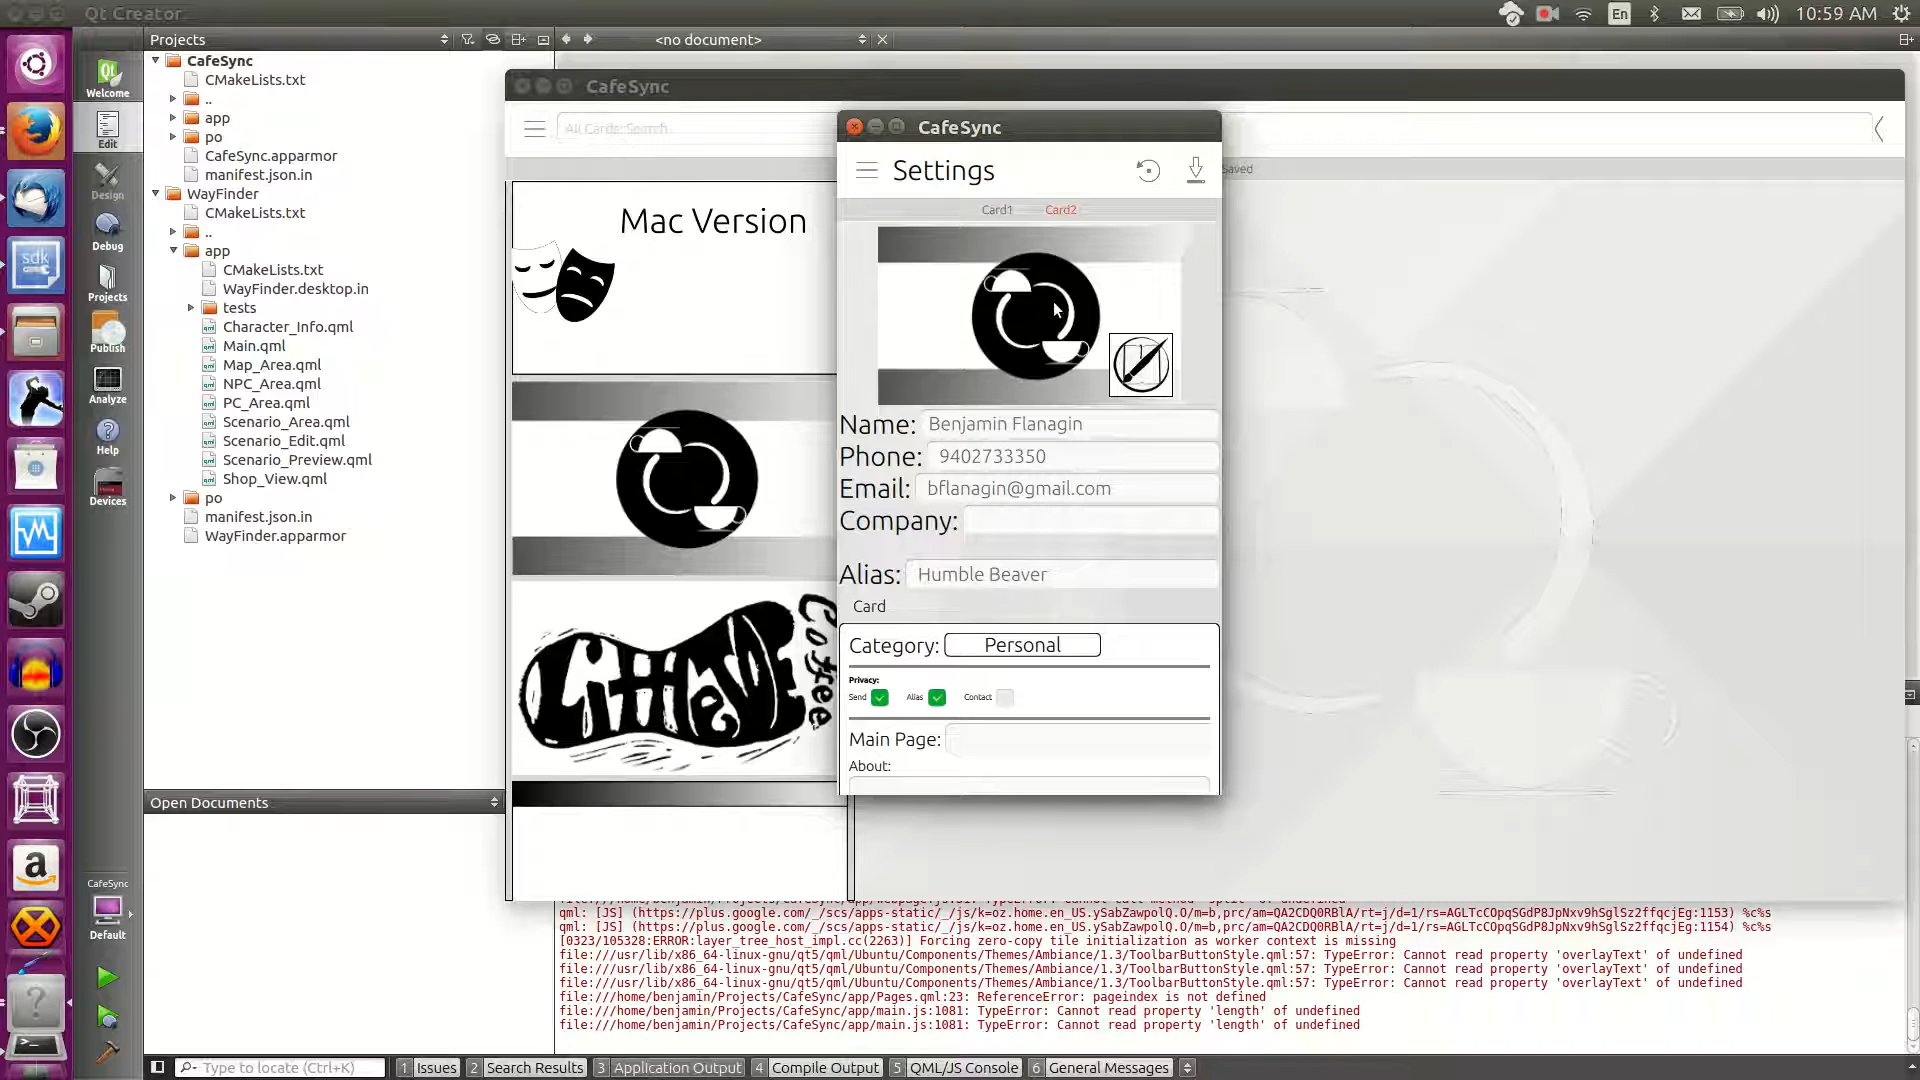 Qt Creator
En
10:59 AM
Projects
<no document>
Welcome
Edit
Design
Debug
Projects
Publish
Analyze
Help
Devices
CafeSync
Default
CafeSync
CMakeLists.txt
..
app
po
CafeSync.apparmor
manifest.json.in
WayFinder
CMakeLists.txt
..
app
CMakeLists.txt
WayFinder.desktop.in
tests
Character_Info.qml
Main.qml
Map_Area.qml
NPC_Area.qml
PC_Area.qml
Scenario_Area.qml
Scenario_Edit.qml
Scenario_Preview.qml
Shop_View.qml
po
manifest.json.in
WayFinder.apparmor
Open Documents
CafeSync
All Cards: Search
Saved
Mac Version
Little
Coffee
CafeSync
Settings
Card1 Card2
Name: Benjamin Flanagin
Phone: 9402733350
Email: bflanagin@gmail.com
Company:
Alias: Humble Beaver
Card
Category: Personal
Privacy:
Send Alias Contact
Main Page:
About:
qml: [JS] (https://plus.google.com/_/scs/apps-static/_/js/k=oz.home.en_US.ySabZawpolQ.O/m=b,prc/am=QA2CDQ0RBlA/rt=j/d=1/rs=AGLTcCOpqSGdP8JpNxv9hSglSz2ffqcjEg:1153) %c%s
qml: [JS] (https://plus.google.com/_/scs/apps-static/_/js/k=oz.home.en_US.ySabZawpolQ.O/m=b,prc/am=QA2CDQ0RBlA/rt=j/d=1/rs=AGLTcCOpqSGdP8JpNxv9hSglSz2ffqcjEg:1154) %c%s
[0323/105328:ERROR:layer_tree_host_impl.cc(2263)] Forcing zero-copy tile initialization as worker context is missing
file:///usr/lib/x86_64-linux-gnu/qt5/qml/Ubuntu/Components/Themes/Ambiance/1.3/ToolbarButtonStyle.qml:57: TypeError: Cannot read property 'overlayText' of undefined
file:///usr/lib/x86_64-linux-gnu/qt5/qml/Ubuntu/Components/Themes/Ambiance/1.3/ToolbarButtonStyle.qml:57: TypeError: Cannot read property 'overlayText' of undefined
file:///usr/lib/x86_64-linux-gnu/qt5/qml/Ubuntu/Components/Themes/Ambiance/1.3/ToolbarButtonStyle.qml:57: TypeError: Cannot read property 'overlayText' of undefined
file:///home/benjamin/Projects/CafeSync/app/Pages.qml:23: ReferenceError: pageindex is not defined
file:///home/benjamin/Projects/CafeSync/app/main.js:1081: TypeError: Cannot read property 'length' of undefined
file:///home/benjamin/Projects/CafeSync/app/main.js:1081: TypeError: Cannot read property 'length' of undefined
Type to locate (Ctrl+K) 1 Issues 2 Search Results 3 Application Output 4 Compile Output 5 QML/JS Console 6 General Messages